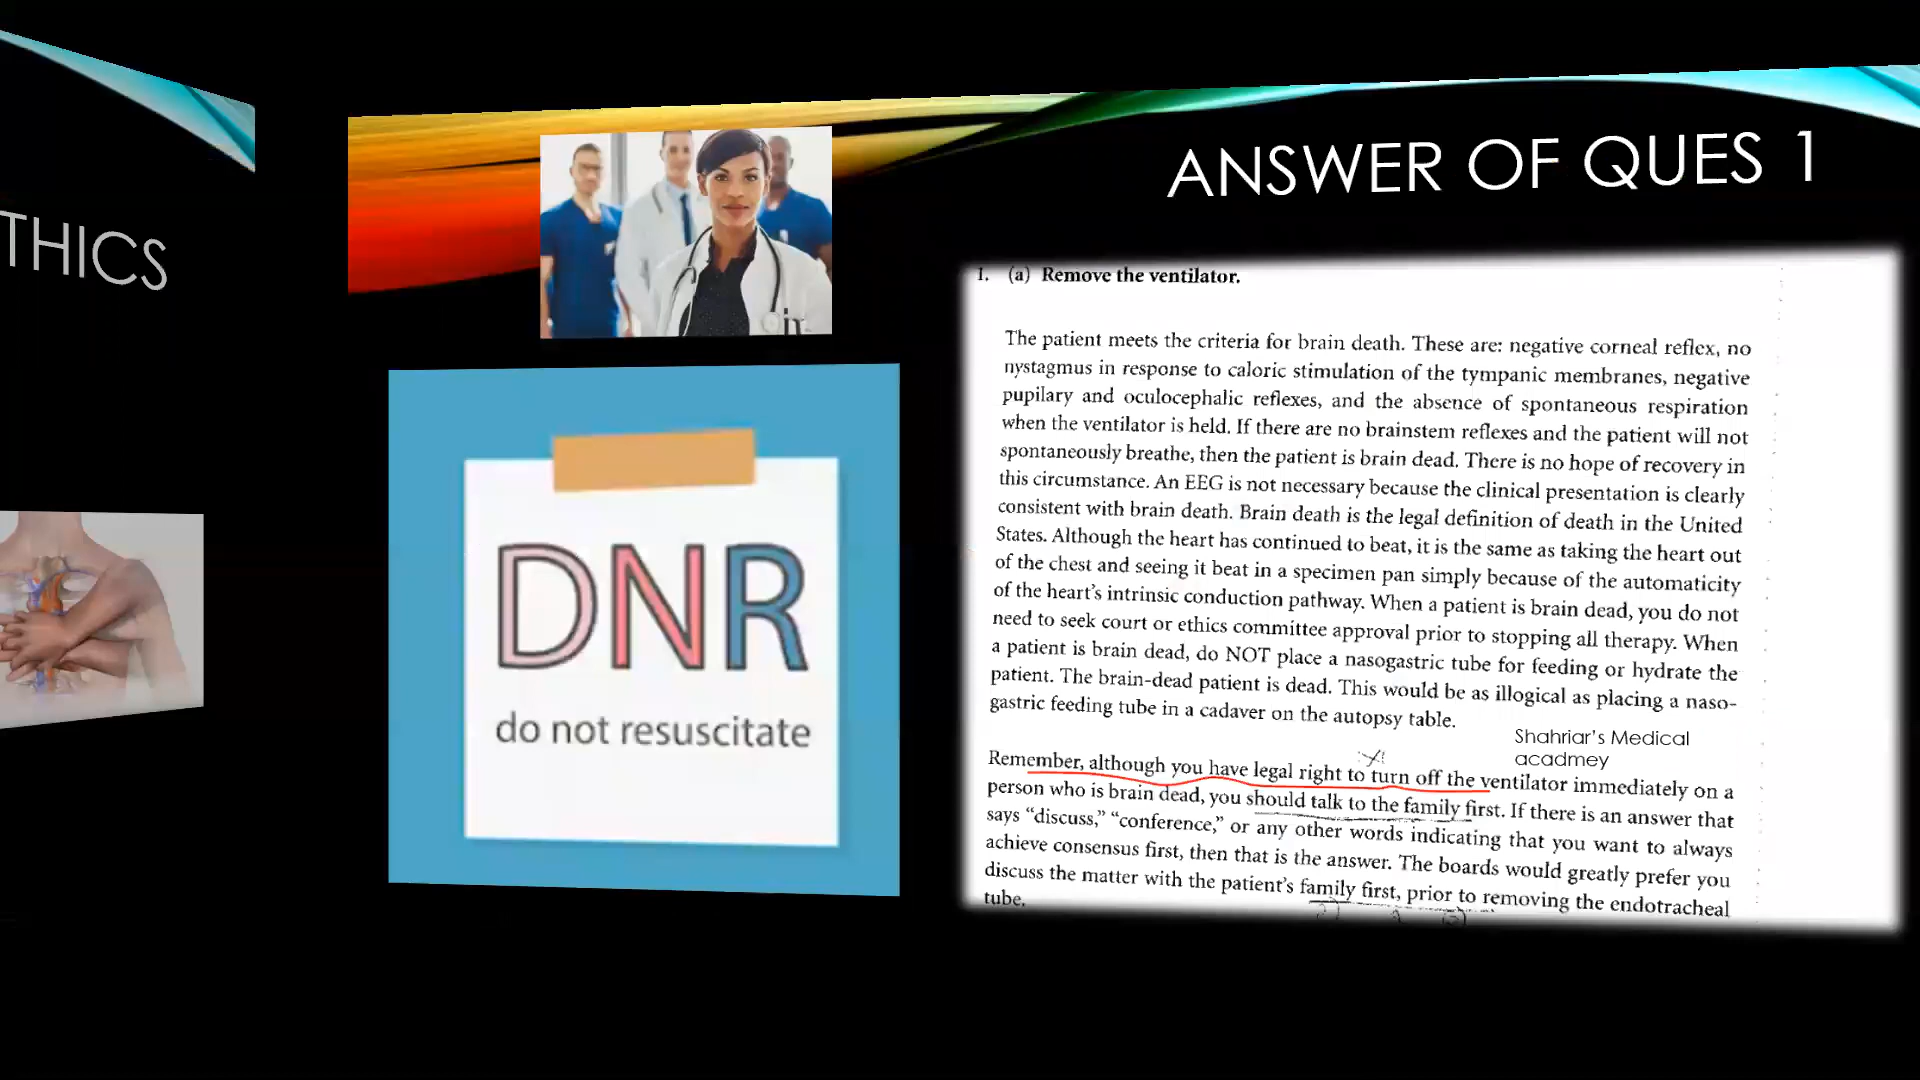 THICS
ANSWER OF QUES 1
1. (a) Remove the ventilator.
The patient meets the criteria for brain death. These are: negative corneal reflex, no
nystagmus in response to caloric stimulation of the tympanic membranes, negative
pupilary and oculocephalic reflexes, and the absence of spontaneous respiration
when the ventilator is held. If there are no brainstem reflexes and the patient will not
spontaneously breathe, then the patient is brain dead. There is no hope of recovery in
this circumstance. An EEG is not necessary because the clinical presentation is clearly
consistent with brain death. Brain death is the legal definition of death in the United
States. Although the heart has continued to beat, it is the same as taking the heart out
of the chest and seeing it beat in a specimen pan simply because of the automaticity
of the heart's intrinsic conduction pathway. When a patient is brain dead, you do not
need to seek court or ethics committee approval prior to stopping all therapy. When
a patient is brain dead, do NOT place a nasogastric tube for feeding or hydrate the
patient. The brain-dead patient is dead. This would be as illogical as placing a naso-
gastric feeding tube in a cadaver on the autopsy table.
Shahriar's Medical
acadmey
Remember, although you have legal right to turn off the ventilator immediately on a
person who is brain dead, you should talk to the family first. If there is an answer that
says “discuss,” “conference,” or any other words indicating that you want to always
achieve consensus first, then that is the answer. The boards would greatly prefer you
discuss the matter with the patient's family first, prior to removing the endotracheal
tube.
DNR
do not resuscitate